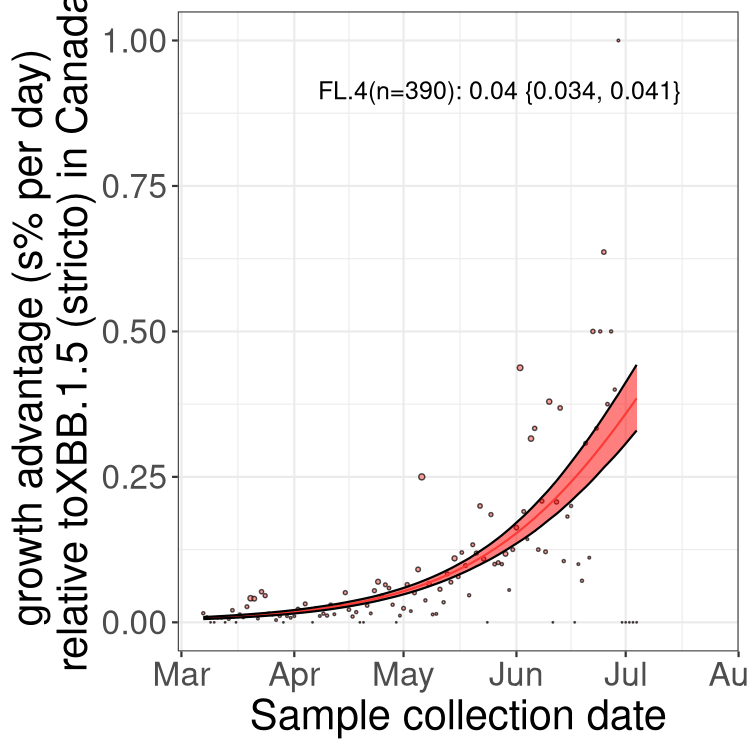 growth advantage (s% per day)
relative toXBB.1.5 (stricto) in Canada
1.00
0.75
0.50
0.25
0.00
FL.4(n=390): 0.04 {0.034, 0.041}
Mar Apr May Jun Jul Au
Sample collection date